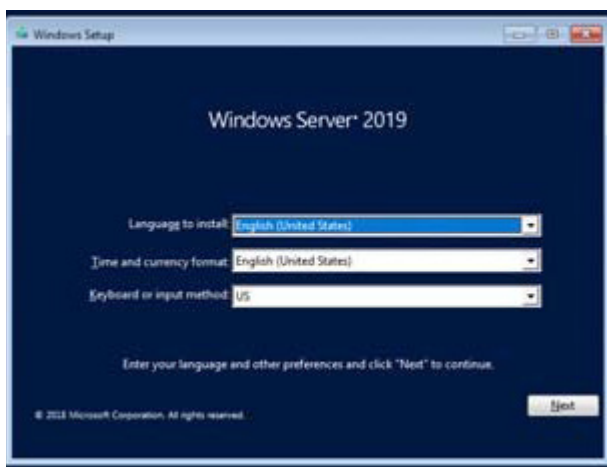 Windows Setup
Windows Server® 2019
Language to install: English (United States)
Time and currency format: English (United States)
Keyboard or input method: US
Enter your language and other preferences and click "Next" to continue.
© 2018 Microsoft Corporation. All rights reserved.
Next